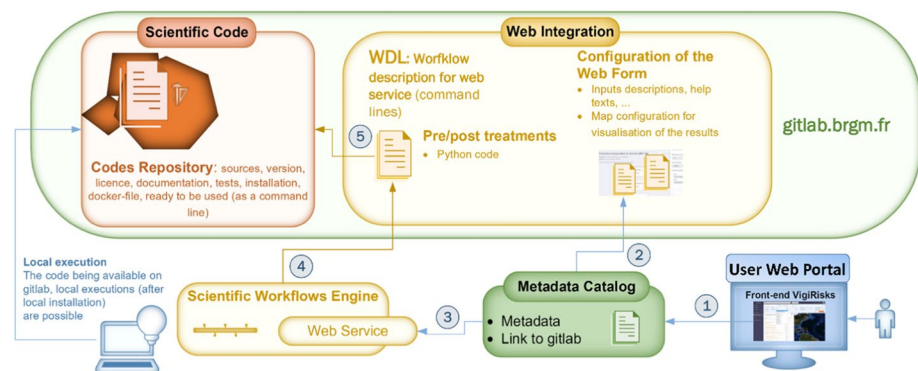 Scientific Code
Codes Repository: sources, version,
licence, documentation, tests, installation,
docker-file, ready to be used (as a command
line)
Web Integration
WDL: Worfklow
description for web
service (command
lines)
Pre/post treatments
• Python code
Configuration of the
Web Form
• Inputs descriptions, help
texts, ...
• Map configuration for
visualisation of the results
gitlab.brgm.fr
5
4
2
Local execution
The code being available on
gitlab, local executions (after
local installation)
are possible
Scientific Workflows Engine
Web Service
3
Metadata Catalog
• Metadata
• Link to gitlab
1
User Web Portal
Front-end VigiRisks